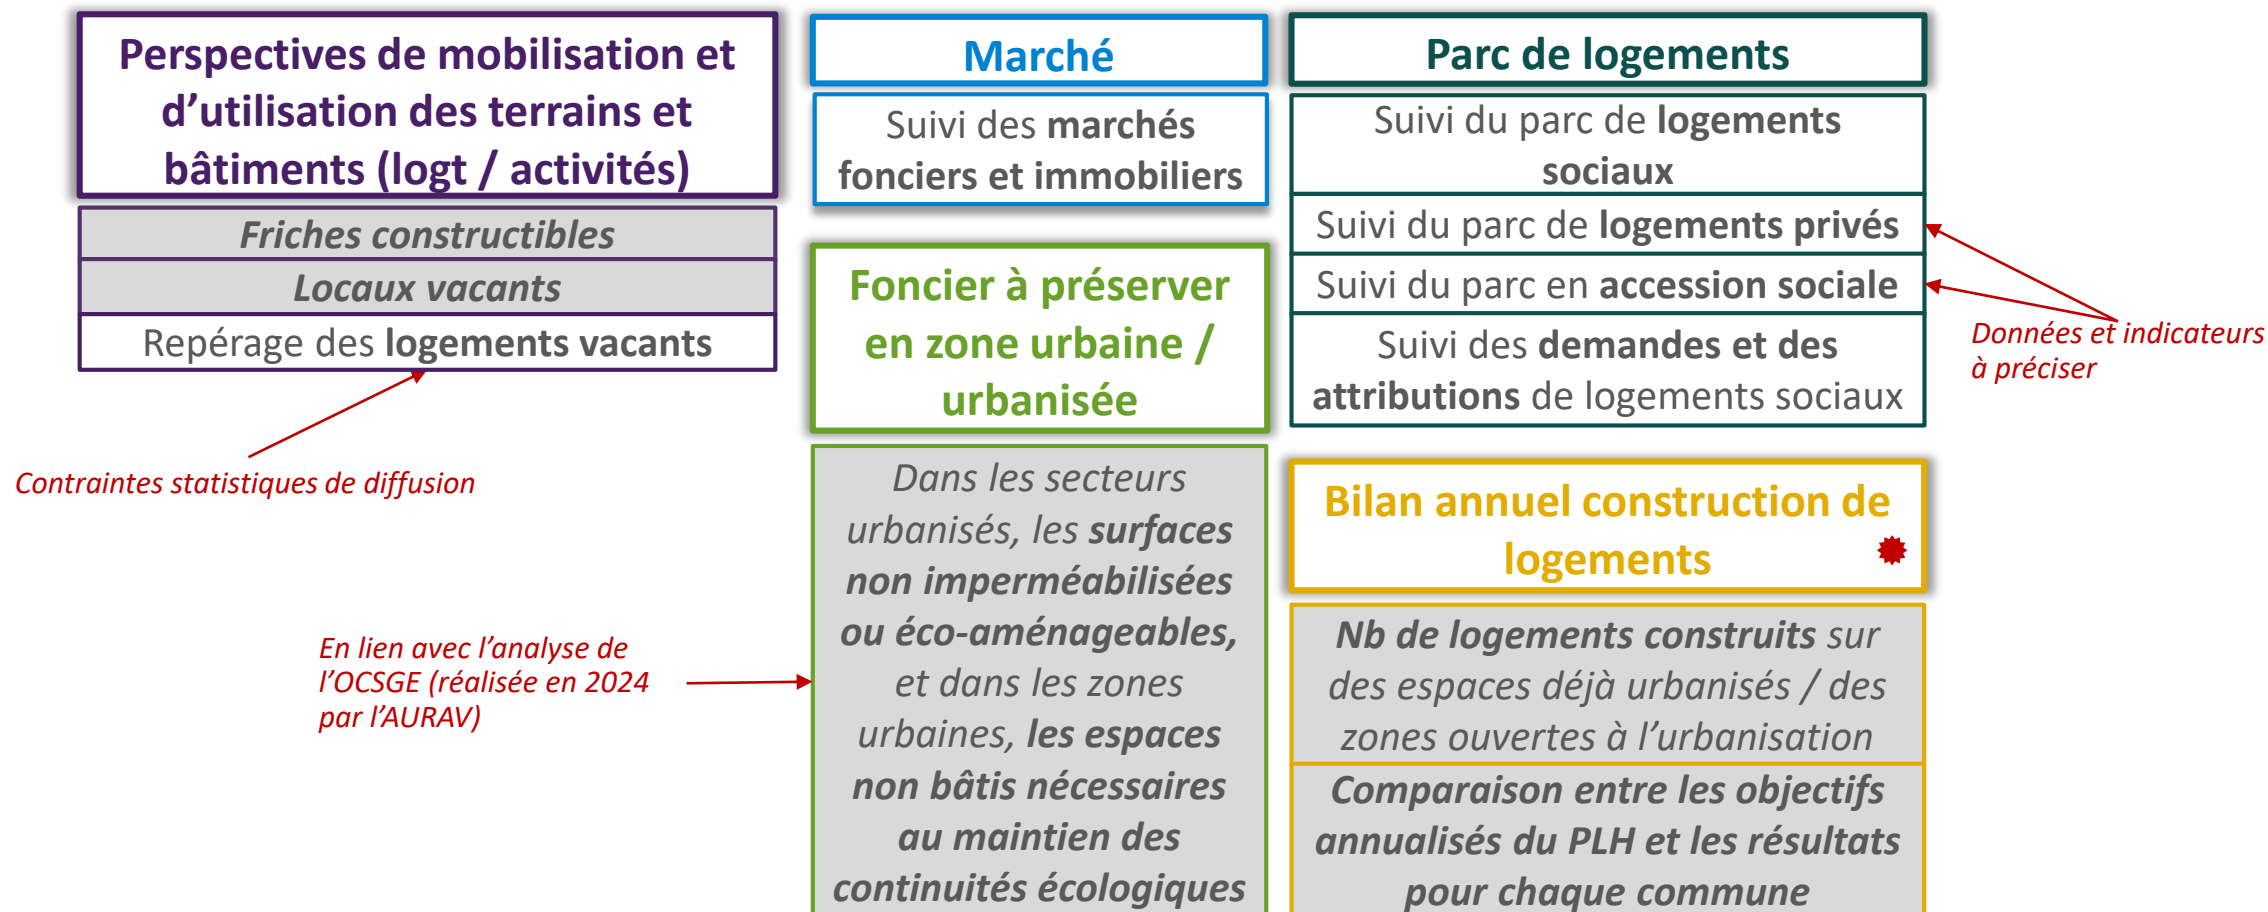 Perspectives de mobilisation et
d’utilisation des terrains et
bâtiments (logt / activités)
Friches constructibles
Locaux vacants
Repérage des logements vacants
Contraintes statistiques de diffusion
Marché
Suivi des marchés
fonciers et immobiliers
Foncier à préserver
en zone urbaine /
urbanisée
Dans les secteurs
urbanisés, les surfaces
non imperméabilisées
ou éco-aménageables,
et dans les zones
urbaines, les espaces
non bâtis nécessaires
au maintien des
continuités écologiques
En lien avec l’analyse de
l’OCSGE (réalisée en 2024
par l’AURAV)
Parc de logements
Suivi du parc de logements
sociaux
Suivi du parc de logements privés
Suivi du parc en accession sociale
Suivi des demandes et des
attributions de logements sociaux
Données et indicateurs
à préciser
Bilan annuel construction de
logements
Nb de logements construits sur
des espaces déjà urbanisés / des
zones ouvertes à l’urbanisation
Comparaison entre les objectifs
annualisés du PLH et les résultats
pour chaque commune